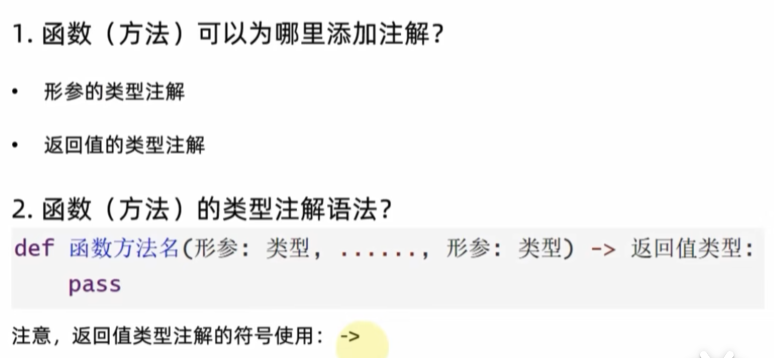 1. 函数（方法）可以为哪里添加注解？
• 形参的类型注解
• 返回值的类型注解
2. 函数（方法）的类型注解语法？
def 函数方法名(形参: 类型, ......, 形参: 类型) -> 返回值类型:
    pass
注意，返回值类型注解的符号使用： ->